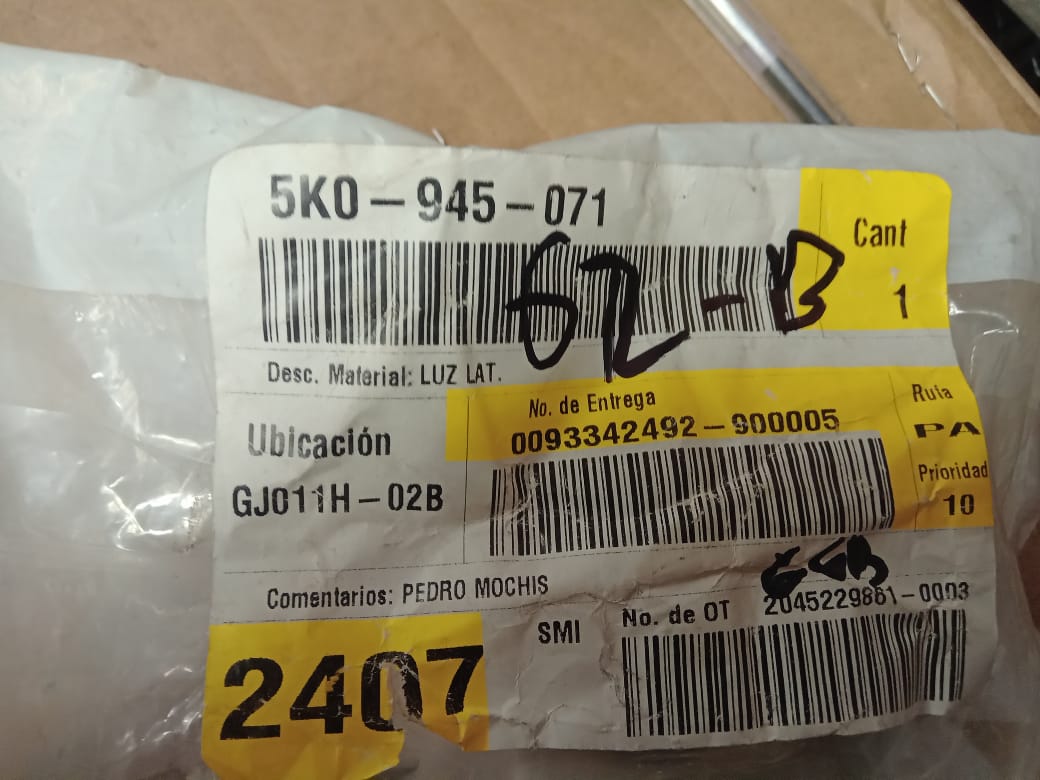 5K0-945-071
62-B
Cant
1
Desc. Material: LUZ LAT.
No. de Entrega
0093342492-900005
Ruta
PA
Prioridad
10
Ubicación
GJ011H-02B
Comentarios: PEDRO MOCHIS
2407
SMI
No. de OT
2045229861-0003